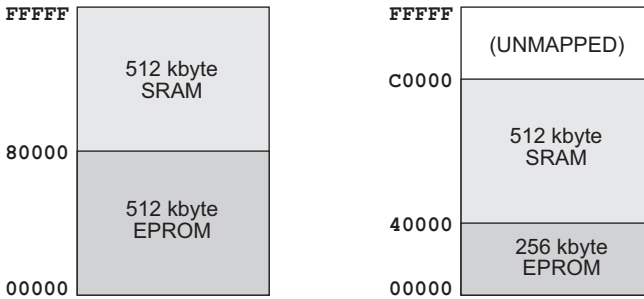 FFFFF
512 kbyte
SRAM
80000
512 kbyte
EPROM
00000
FFFFF
(UNMAPPED)
C0000
512 kbyte
SRAM
40000
256 kbyte
EPROM
00000